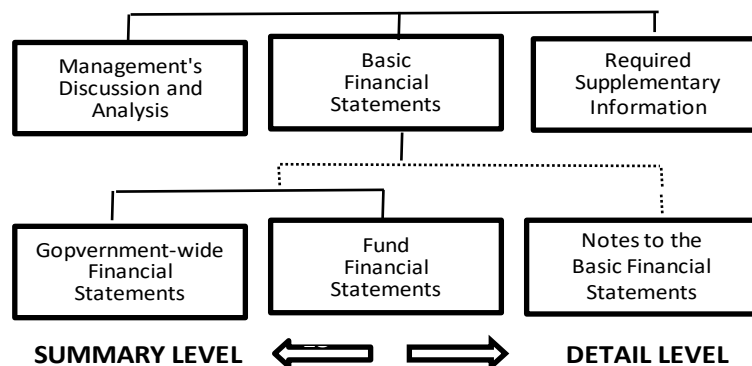 Management's
Discussion and
Analysis
Basic
Financial
Statements
Required
Supplementary
Information
Gopvernment-wide
Financial
Statements
Fund
Financial
Statements
Notes to the
Basic Financial
Statements
SUMMARY LEVEL
DETAIL LEVEL